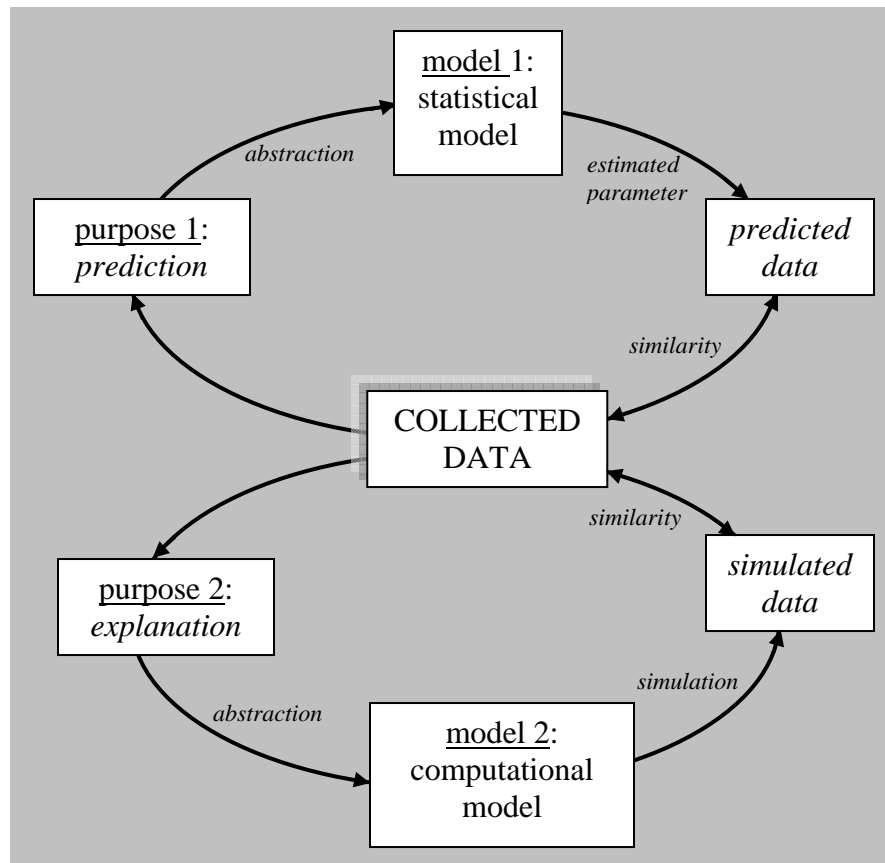 model 1:
statistical
model
abstraction
estimated
parameter
purpose 1:
prediction
predicted
data
similarity
COLLECTED
DATA
similarity
purpose 2:
explanation
simulated
data
abstraction
simulation
model 2:
computational
model